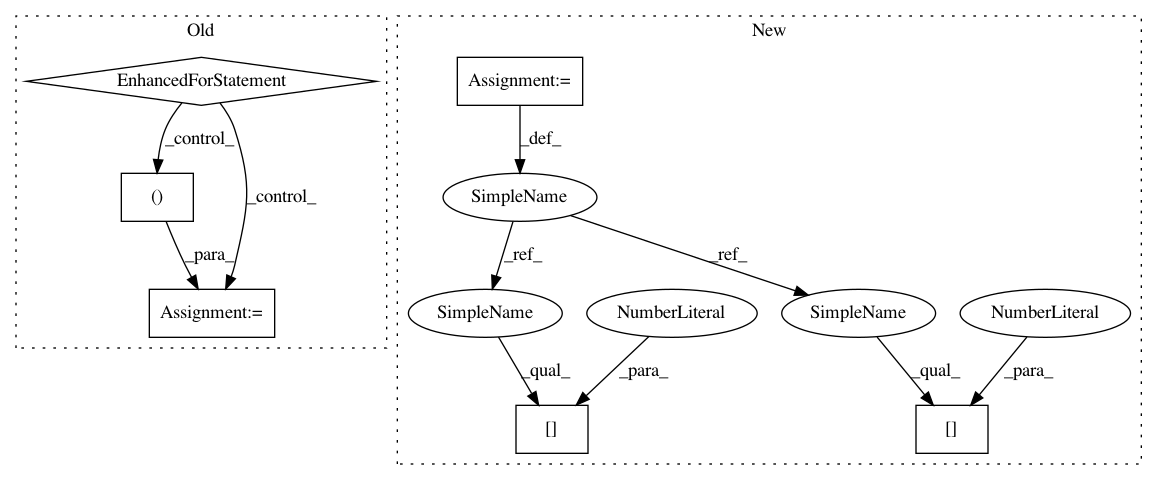 Old
New
EnhancedForStatement
Assignment:=
_control_
_def_
()
_control_
SimpleName
_para_
_ref_
_ref_
Assignment:=
SimpleName
NumberLiteral
SimpleName
NumberLiteral
_qual_
_para_
_qual_
_para_
[]
[]